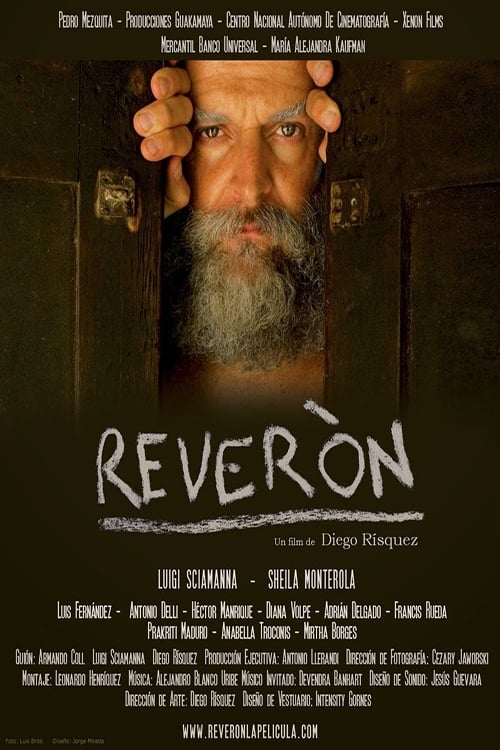 Pedro Mezquita - Producciones Guakamaya - Centro Nacional Autónomo De Cinematografía - Xenon Films
Mercantil Banco Universal - María Alejandra Kaufman
REVERÒN
Un film de Diego Rísquez
Luigi Sciamanna - Sheila Monterola
Luis Fernández - Antonio Delli - Héctor Manrique - Diana Volpe - Adrián Delgado - Francis Rueda
Prakriti Maduro - Anabella Troconis - Mirtha Borges
Guión: Armando Coll Luigi Sciamanna Diego Rísquez Producción Ejecutiva: Antonio Llerandi Dirección de Fotografía: Cezary Jaworski
Montaje: Leonardo Henríquez Música: Alejandro Blanco Uribe Músico Invitado: Devendra Banhart Diseño de Sonido: Jesús Guevara
Dirección de Arte: Diego Rísquez Diseño de Vestuario: Intensity Gornes
www.reveronlapelicula.com
Foto: Luis Brito Diseño: Jorge Mirada